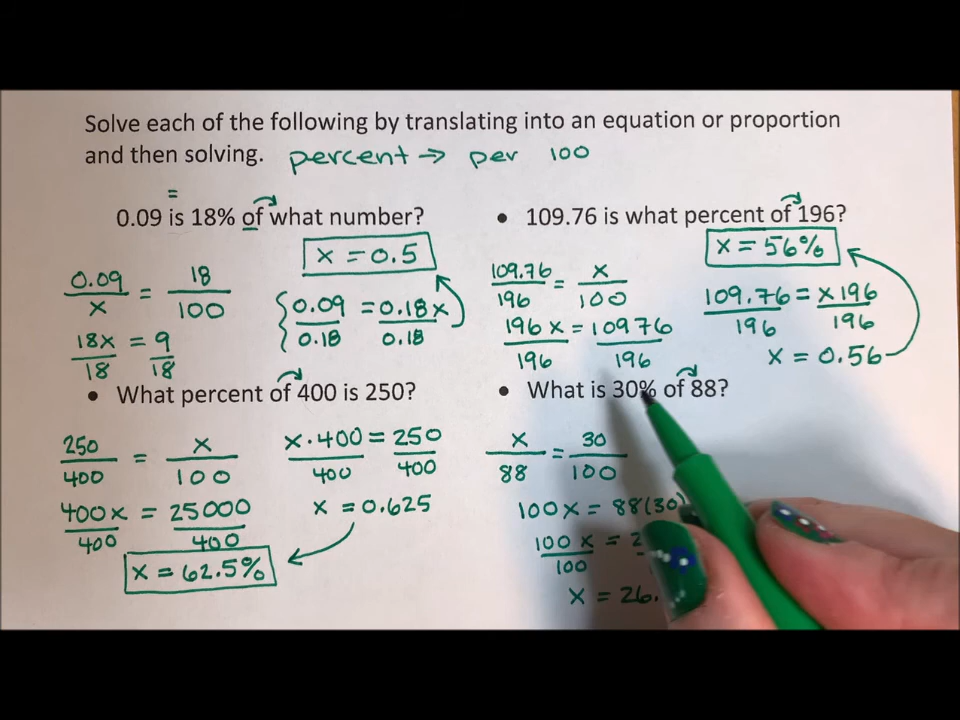 Solve each of the following by translating into an equation or proportion
and then solving. percent → per 100
=
0.09 is 18% of what number?
x = 0.5
0.09/x = 18/100
0.09/0.18 = 0.18x/0.18
18x/18 = 9/18
• 109.76 is what percent of 196?
x = 56%
109.76/196 = x/100
109.76/196 = x196/196
196x/196 = 10976/196
x = 0.56
• What percent of 400 is 250?
250/400 = x/100
x·400/400 = 250/400
400x/400 = 25000/400
x = 0.625
x = 62.5%
• What is 30% of 88?
x/88 = 30/100
100x = 88(30)
100x/100 = 2
x = 26.